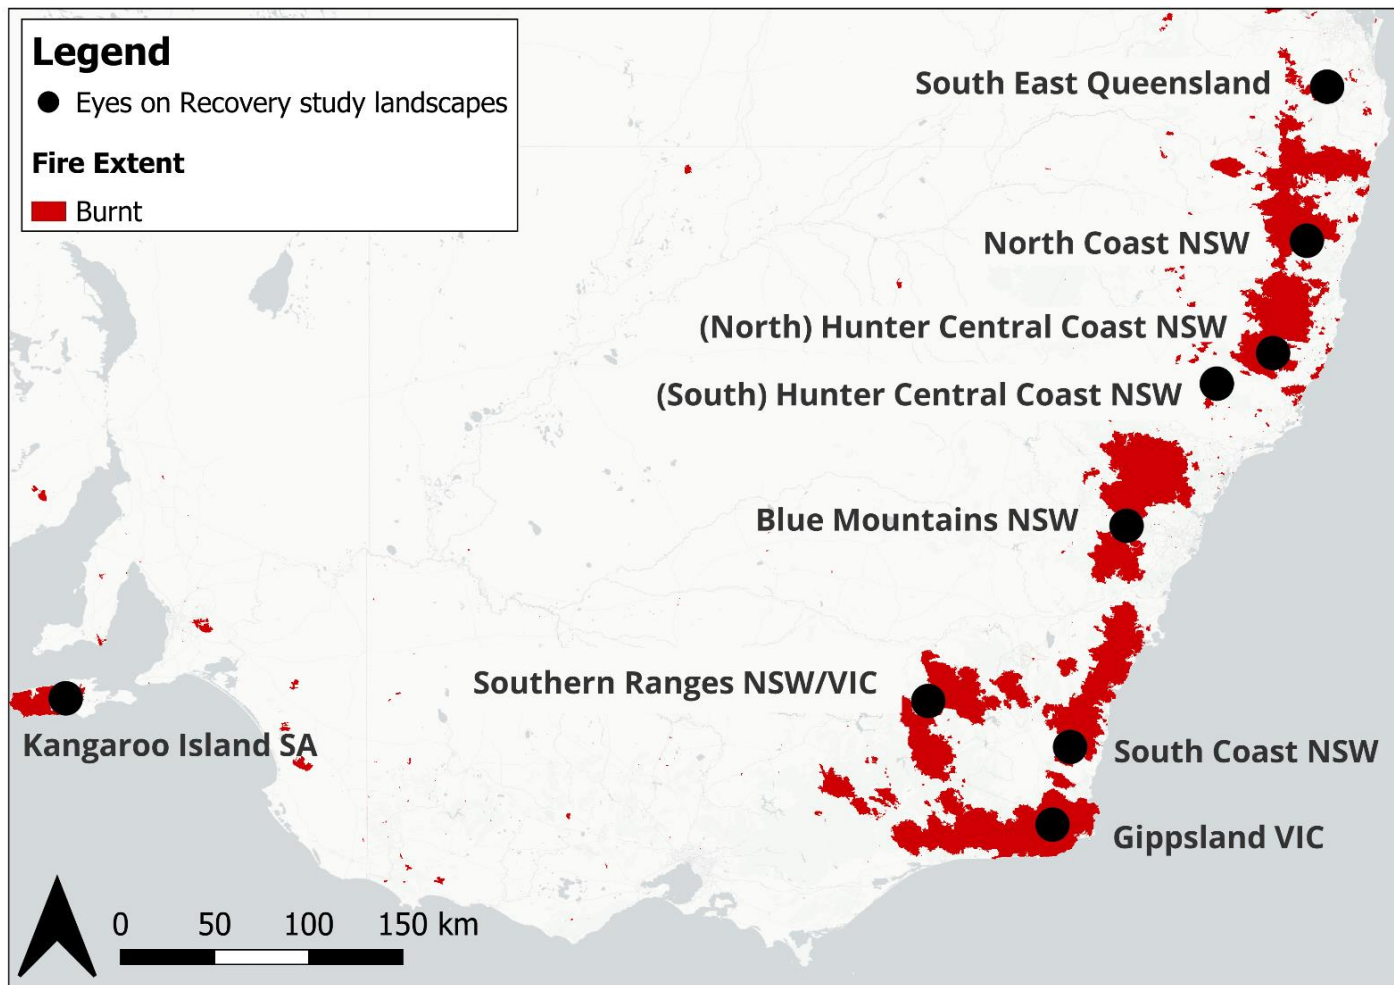 Legend
Eyes on Recovery study landscapes
Fire Extent
Burnt
South East Queensland
North Coast NSW
(North) Hunter Central Coast NSW
(South) Hunter Central Coast NSW
Blue Mountains NSW
Southern Ranges NSW/VIC
Kangaroo Island SA
South Coast NSW
Gippsland VIC
0 50 100 150 km